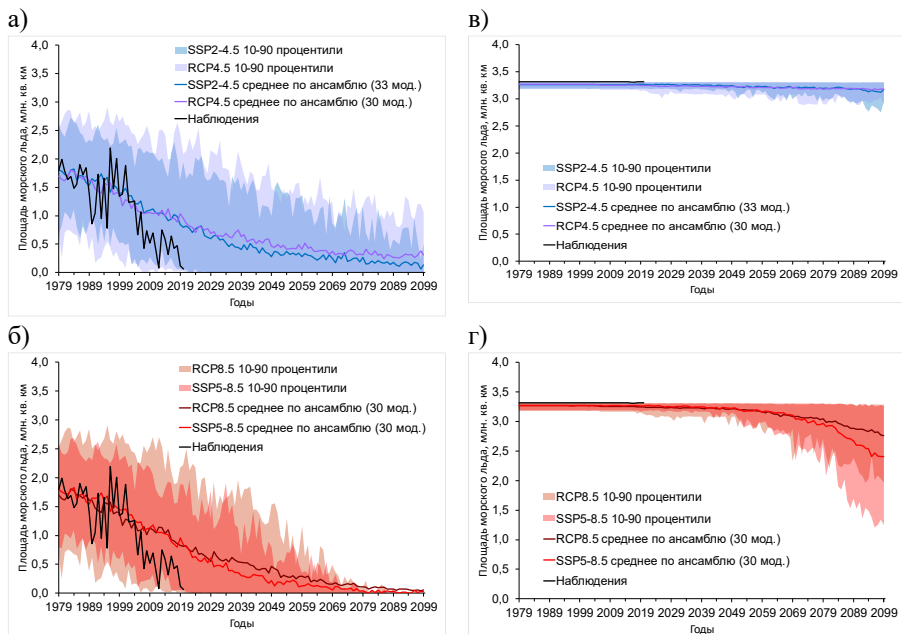 а)
Площадь морского льда, млн. кв. км
4,0
3,5
3,0
2,5
2,0
1,5
1,0
0,5
0,0
SSP2-4.5 10-90 процентили
RCP4.5 10-90 процентили
SSP2-4.5 среднее по ансамблю (33 мод.)
RCP4.5 среднее по ансамблю (30 мод.)
Наблюдения
1979 1989 1999 2009 2019 2029 2039 2049 2059 2069 2079 2089 2099
Годы
в)
Площадь морского льда, млн. кв. км
4,0
3,5
3,0
2,5
2,0
1,5
1,0
0,5
0,0
SSP2-4.5 10-90 процентили
RCP4.5 10-90 процентили
SSP2-4.5 среднее по ансамблю (33 мод.)
RCP4.5 среднее по ансамблю (30 мод.)
Наблюдения
1979 1989 1999 2009 2019 2029 2039 2049 2059 2069 2079 2089 2099
Годы
б)
Площадь морского льда, млн. кв. км
4,0
3,5
3,0
2,5
2,0
1,5
1,0
0,5
0,0
RCP8.5 10-90 процентили
SSP5-8.5 10-90 процентили
RCP8.5 среднее по ансамблю (30 мод.)
SSP5-8.5 среднее по ансамблю (30 мод.)
Наблюдения
1979 1989 1999 2009 2019 2029 2039 2049 2059 2069 2079 2089 2099
Годы
г)
Площадь морского льда, млн. кв. км
4,0
3,5
3,0
2,5
2,0
1,5
1,0
0,5
0,0
RCP8.5 10-90 процентили
SSP5-8.5 10-90 процентили
RCP8.5 среднее по ансамблю (30 мод.)
SSP5-8.5 среднее по ансамблю (30 мод.)
Наблюдения
1979 1989 1999 2009 2019 2029 2039 2049 2059 2069 2079 2089 2099
Годы